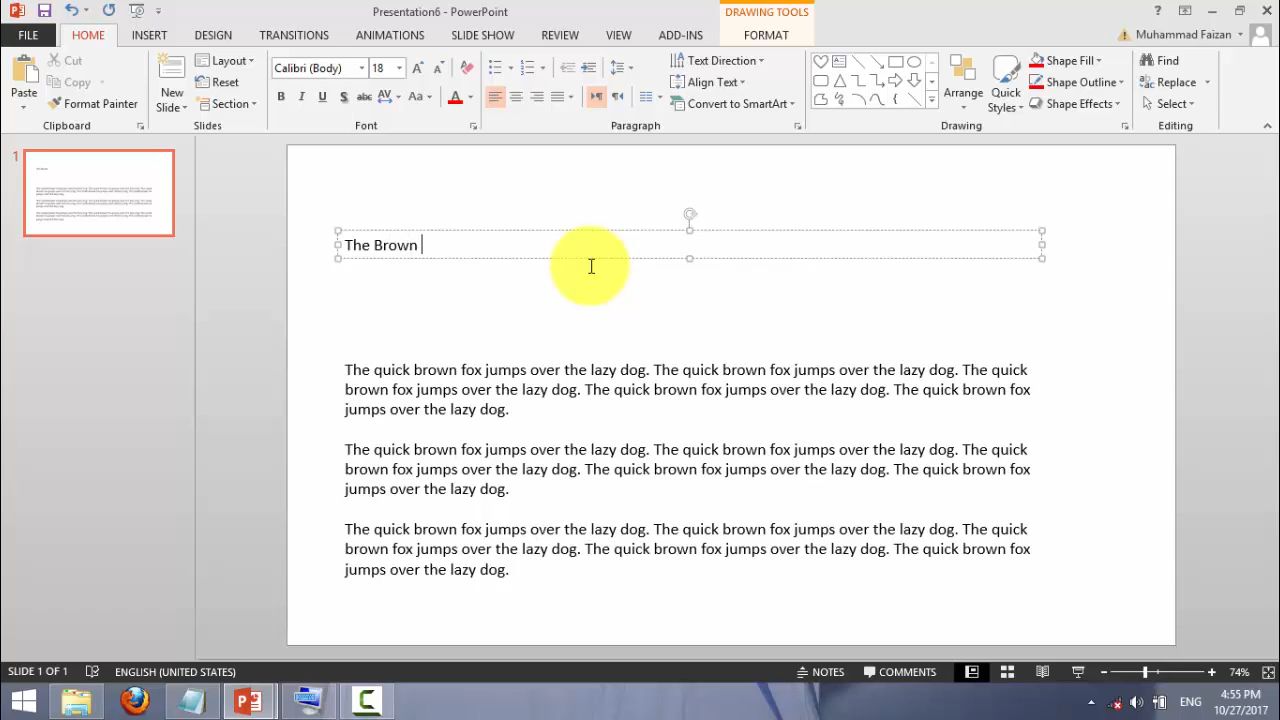 Presentation6 - PowerPoint
DRAWING TOOLS
FILE HOME INSERT DESIGN TRANSITIONS ANIMATIONS SLIDE SHOW REVIEW VIEW ADD-INS FORMAT
Muhammad Faizan
Paste
Cut
Copy
Format Painter
Clipboard
New
Slide
Layout
Reset
Section
Slides
Calibri (Body) 18
B I U S abc AV Aa A
Font
Text Direction
Align Text
Convert to SmartArt
Paragraph
Arrange
Quick
Styles
Shape Fill
Shape Outline
Shape Effects
Drawing
Find
Replace
Select
Editing
1
The Brown
The quick brown fox jumps over the lazy dog. The quick brown fox jumps over the lazy dog. The quick
brown fox jumps over the lazy dog. The quick brown fox jumps over the lazy dog. The quick brown fox
jumps over the lazy dog.
The quick brown fox jumps over the lazy dog. The quick brown fox jumps over the lazy dog. The quick
brown fox jumps over the lazy dog. The quick brown fox jumps over the lazy dog. The quick brown fox
jumps over the lazy dog.
The quick brown fox jumps over the lazy dog. The quick brown fox jumps over the lazy dog. The quick
brown fox jumps over the lazy dog. The quick brown fox jumps over the lazy dog. The quick brown fox
jumps over the lazy dog.
SLIDE 1 OF 1 ENGLISH (UNITED STATES) NOTES COMMENTS 74%
ENG
4:55 PM
10/27/2017